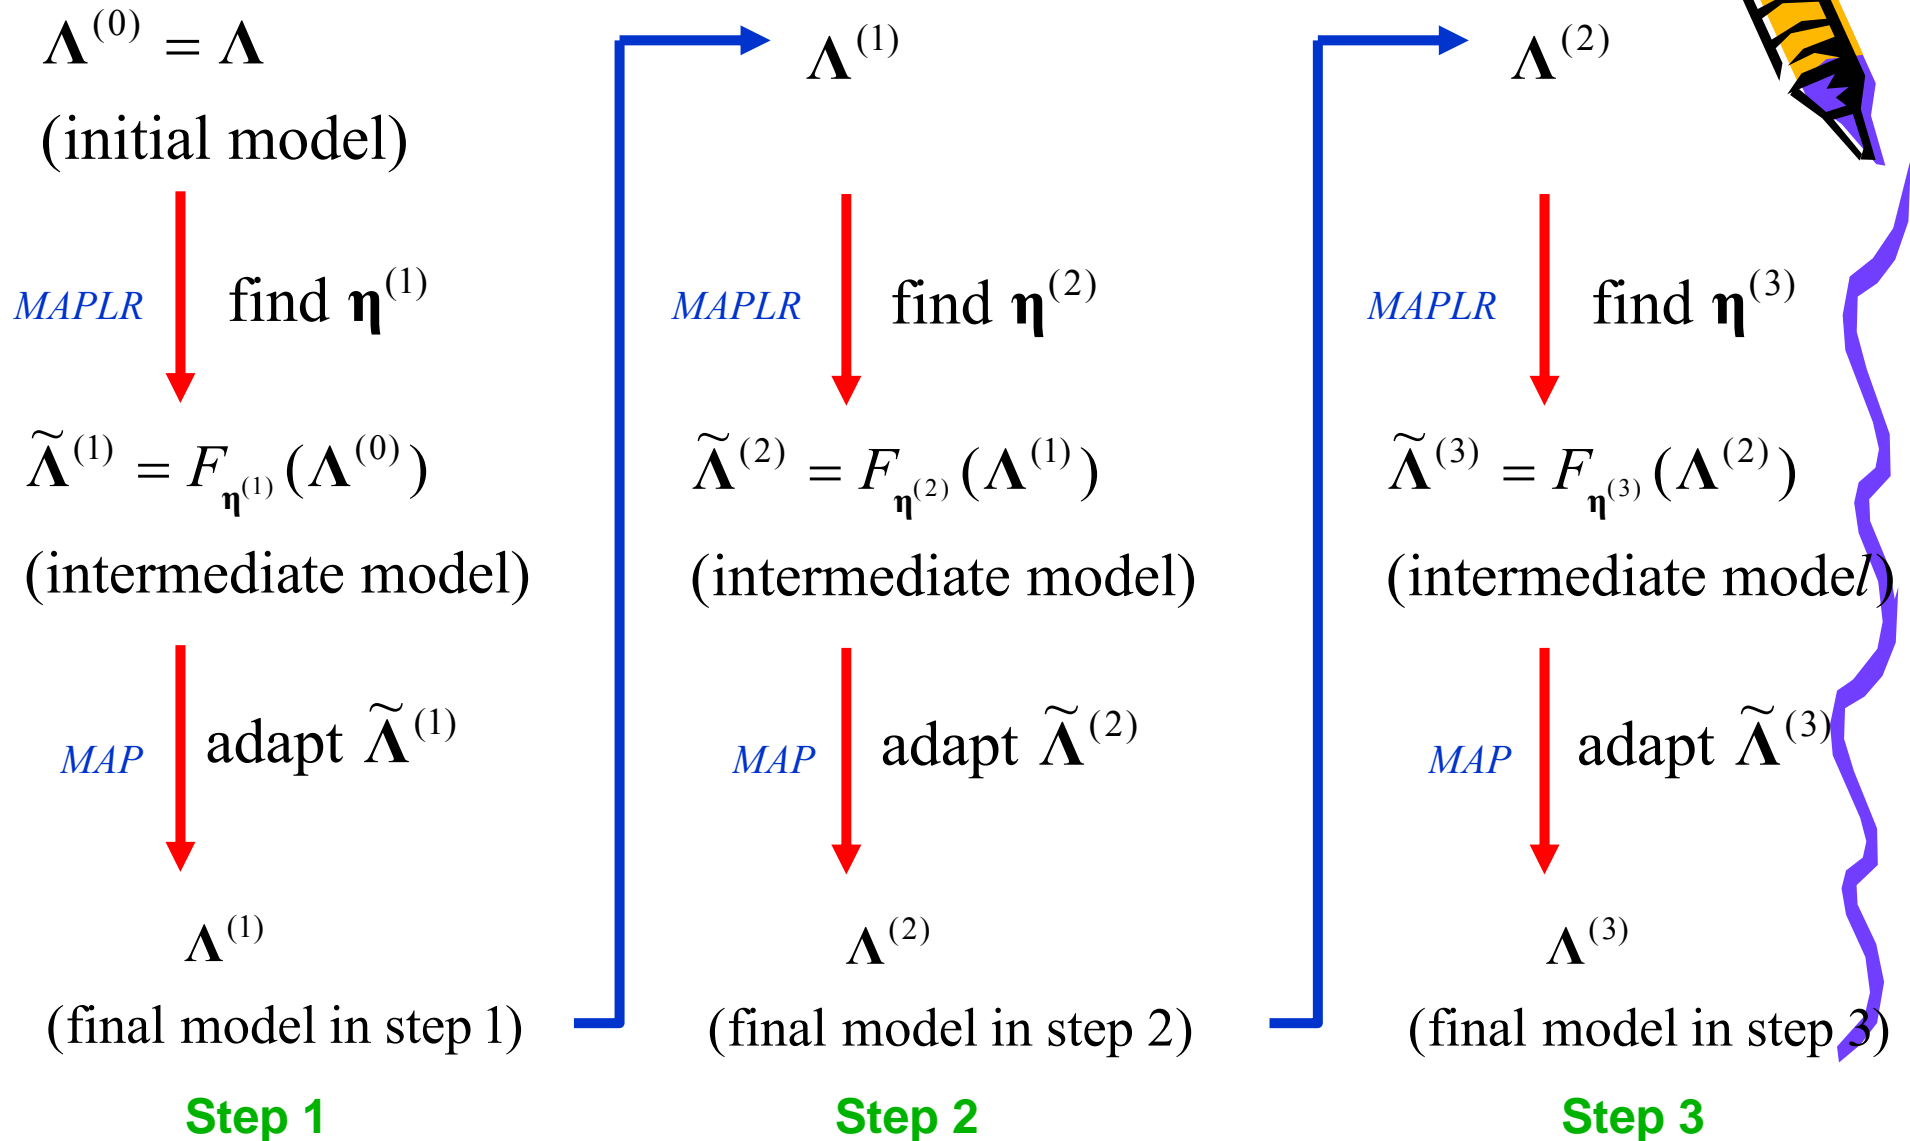 Λ^(0) = Λ
(initial model)
MAPLR find η^(1)
Λ̃^(1) = F_η^(1) (Λ^(0))
(intermediate model)
MAP adapt Λ̃^(1)
Λ^(1)
(final model in step 1)
Step 1
Λ^(1)
MAPLR find η^(2)
Λ̃^(2) = F_η^(2) (Λ^(1))
(intermediate model)
MAP adapt Λ̃^(2)
Λ^(2)
(final model in step 2)
Step 2
Λ^(2)
MAPLR find η^(3)
Λ̃^(3) = F_η^(3) (Λ^(2))
(intermediate model)
MAP adapt Λ̃^(3)
Λ^(3)
(final model in step 3)
Step 3